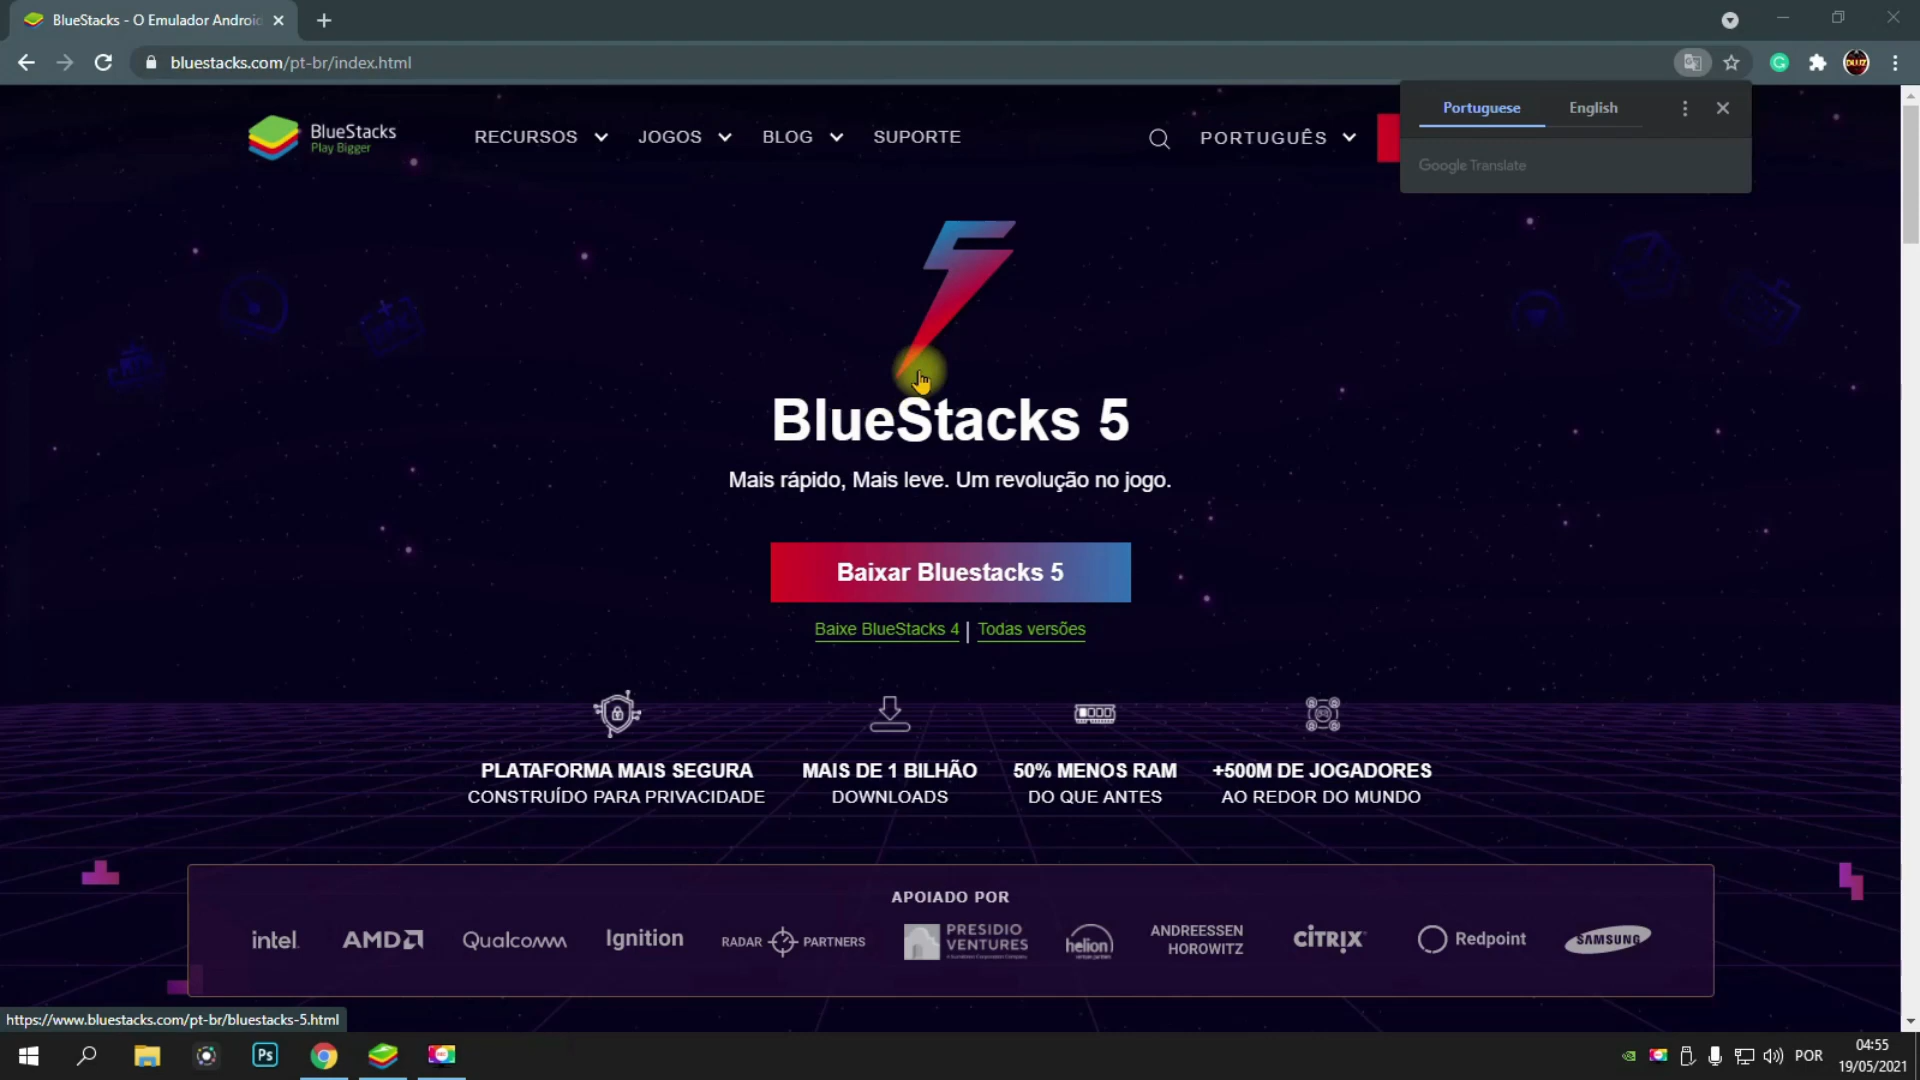 BlueStacks - O Emulador Android
bluestacks.com/pt-br/index.html
Portuguese English
Google Translate
BlueStacks
Play Bigger
RECURSOS JOGOS BLOG SUPORTE PORTUGUÊS
BlueStacks 5
Mais rápido, Mais leve. Um revolução no jogo.
Baixar Bluestacks 5
Baixe BlueStacks 4 | Todas versões
PLATAFORMA MAIS SEGURA
CONSTRUÍDO PARA PRIVACIDADE
MAIS DE 1 BILHÃO
DOWNLOADS
50% MENOS RAM
DO QUE ANTES
+500M DE JOGADORES
AO REDOR DO MUNDO
APOIADO POR
intel. AMD Qualcomm Ignition RADAR PARTNERS
PRESIDIO
VENTURES
helion
ANDREESSEN
HOROWITZ
CITRIX Redpoint SAMSUNG
https://www.bluestacks.com/pt-br/bluestacks-5.html
Ps
POR
04:55
19/05/2021